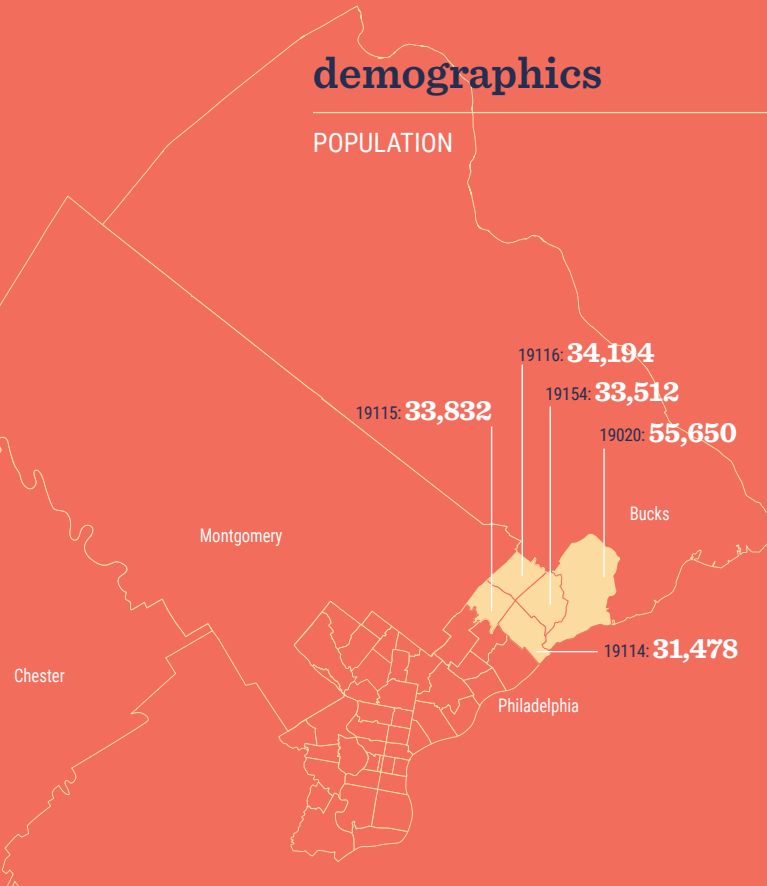 demographics
POPULATION
19116: 34,194
19154: 33,512
19115: 33,832
19020: 55,650
Bucks
Montgomery
19114: 31,478
Chester
Philadelphia